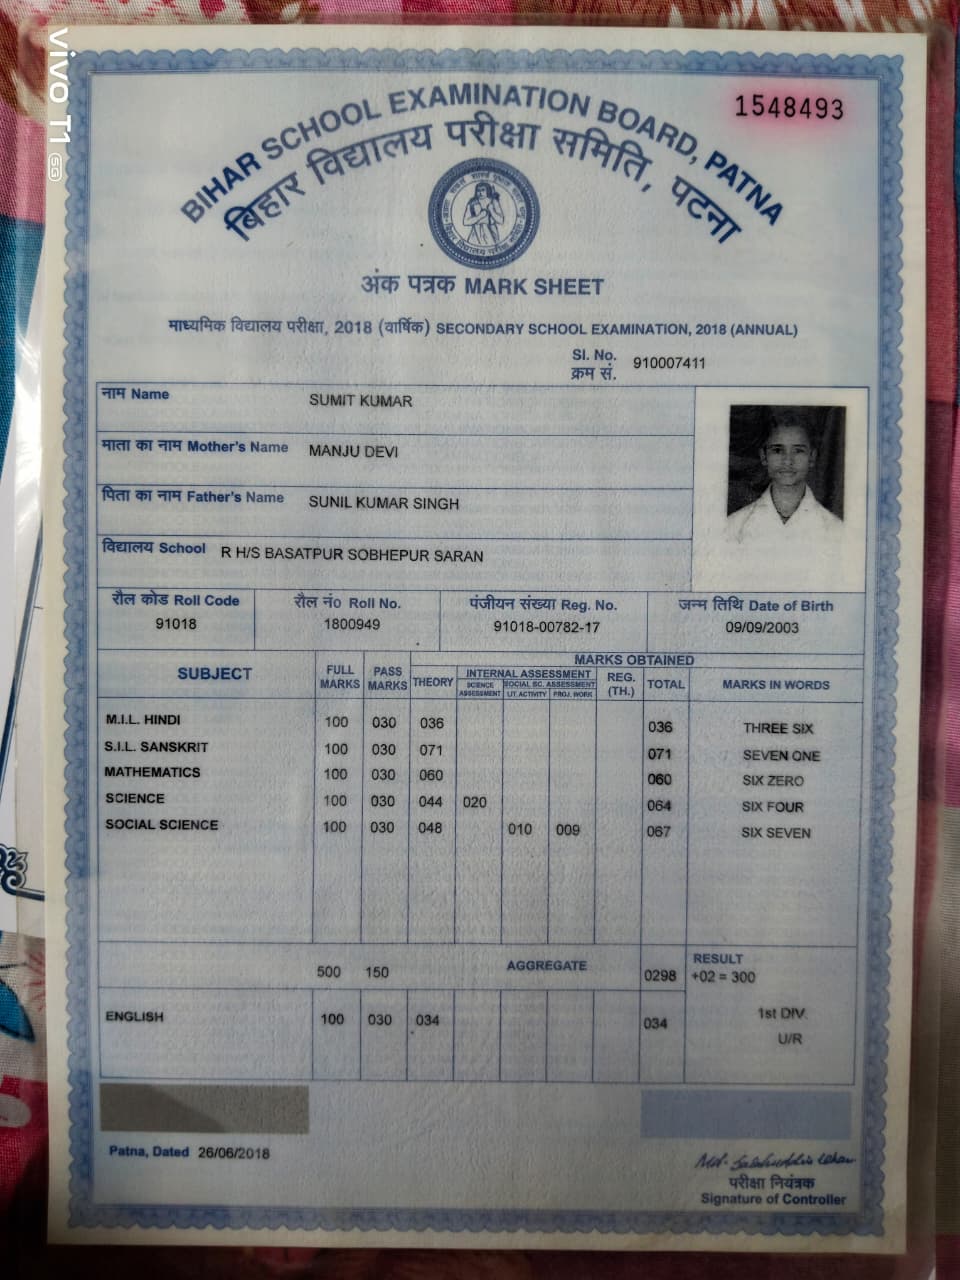 vivo T1 5G
1548493
BIHAR SCHOOL EXAMINATION BOARD, PATNA
बिहार विद्यालय परीक्षा समिति, पटना
अंक पत्रक MARK SHEET
माध्यमिक विद्यालय परीक्षा, 2018 (वार्षिक) SECONDARY SCHOOL EXAMINATION, 2018 (ANNUAL)
Sl. No. 910007411
क्रम सं.
नाम Name SUMIT KUMAR
माता का नाम Mother's Name MANJU DEVI
पिता का नाम Father's Name SUNIL KUMAR SINGH
विद्यालय School R H/S BASATPUR SOBHEPUR SARAN
रौल कोड Roll Code रौल नं० Roll No. पंजीयन संख्या Reg. No. जन्म तिथि Date of Birth
91018 1800949 91018-00782-17 09/09/2003
SUBJECT FULL MARKS PASS MARKS MARKS OBTAINED
THEORY INTERNAL ASSESSMENT REG. (TH.) TOTAL MARKS IN WORDS
SCIENCE ASSESSMENT SOCIAL SC. ASSESSMENT
LIT. ACTIVITY PROJ. WORK
M.I.L. HINDI 100 030 036 036 THREE SIX
S.I.L. SANSKRIT 100 030 071 071 SEVEN ONE
MATHEMATICS 100 030 060 060 SIX ZERO
SCIENCE 100 030 044 020 064 SIX FOUR
SOCIAL SCIENCE 100 030 048 010 009 067 SIX SEVEN
500 150 AGGREGATE 0298 RESULT
+02 = 300
ENGLISH 100 030 034 034 1st DIV.
U/R
Patna, Dated 26/06/2018
परीक्षा नियंत्रक
Signature of Controller